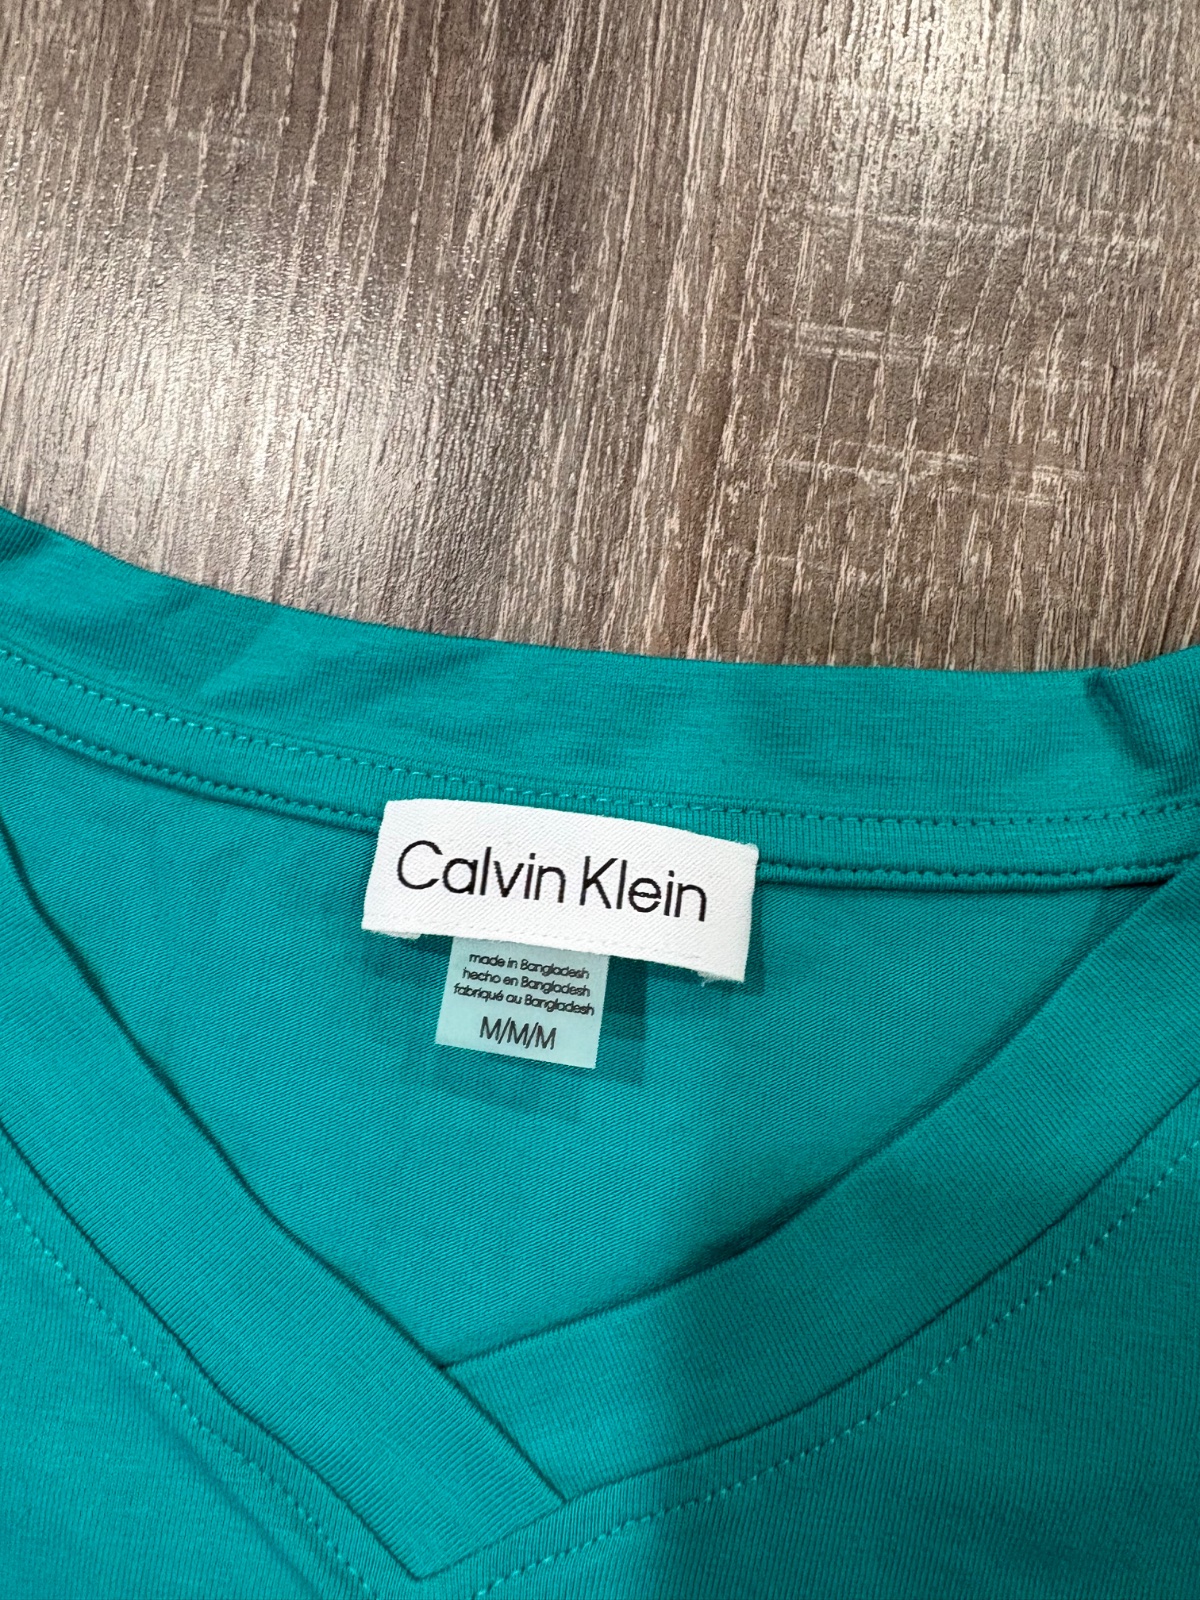 Calvin Klein
made in Bangladesh
hecho en Bangladesh
fabriqué au Bangladesh
M/M/M